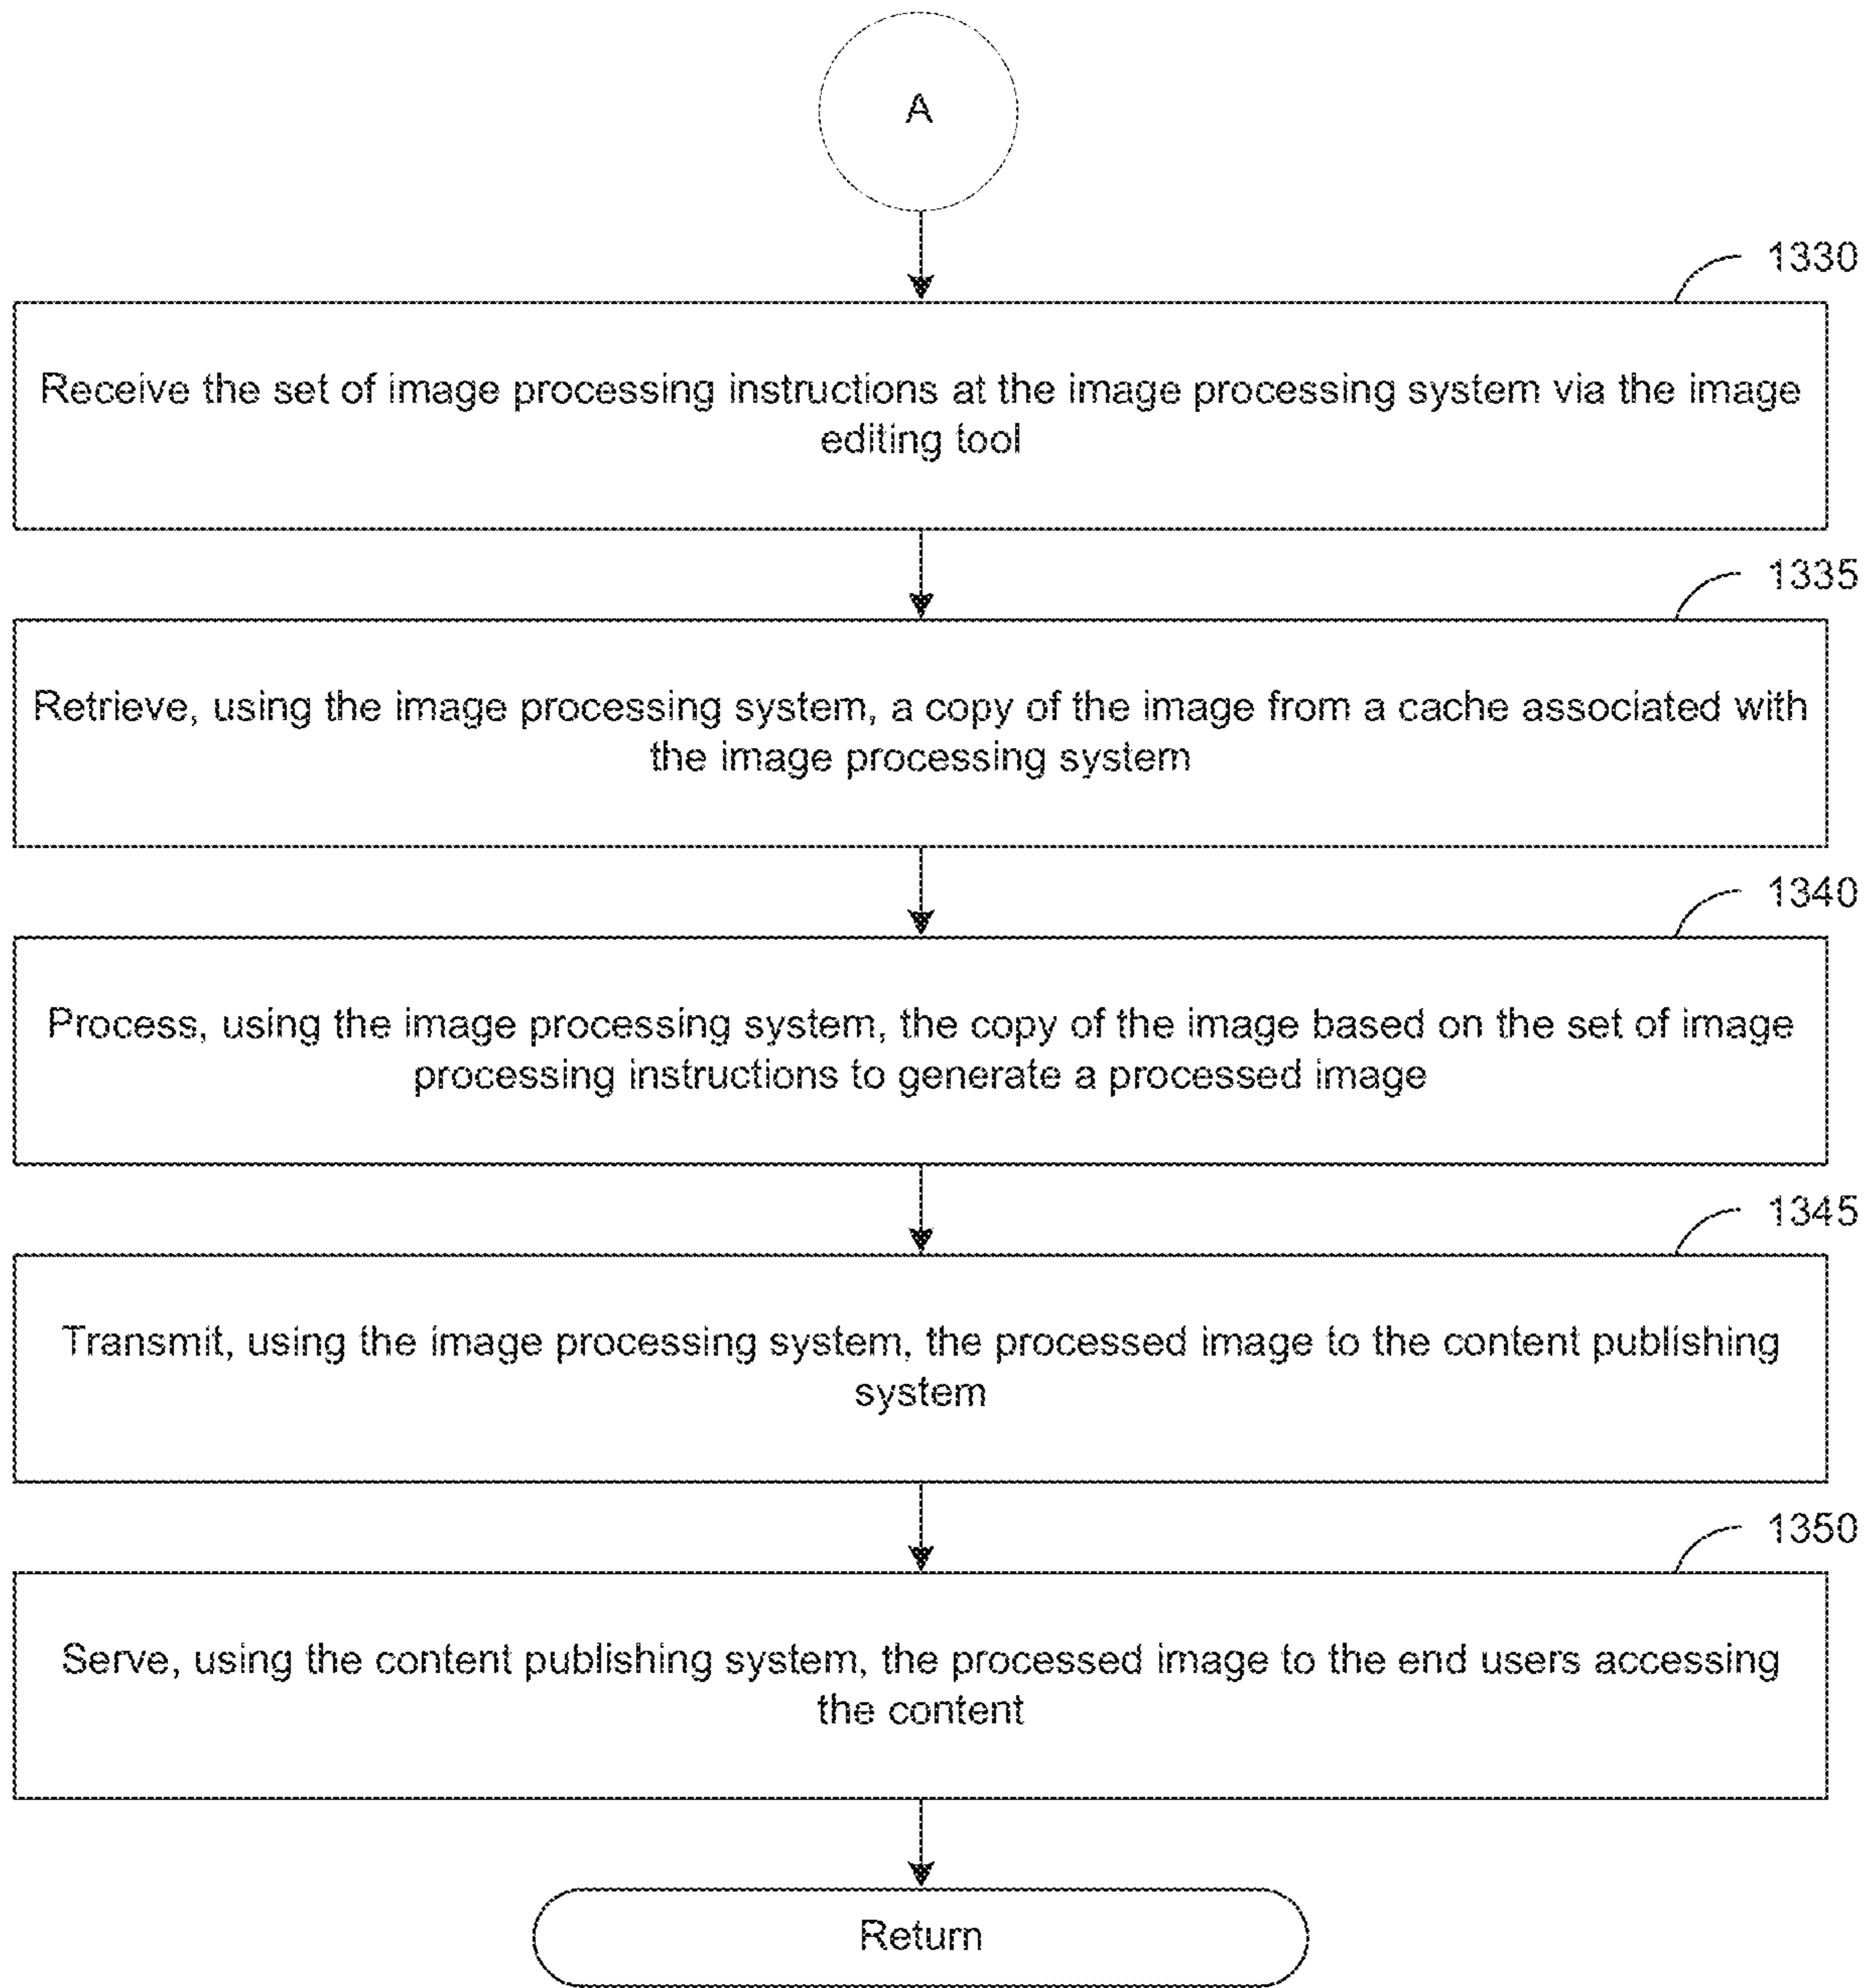 A
1330
Receive the set of image processing instructions at the image processing system via the image
editing tool
1335
Retrieve, using the image processing system, a copy of the image from a cache associated with
the image processing system
1340
Process, using the image processing system, the copy of the image based on the set of image
processing instructions to generate a processed image
1345
Transmit, using the image processing system, the processed image to the content publishing
system
1350
Serve, using the content publishing system, the processed image to the end users accessing
the content
Return